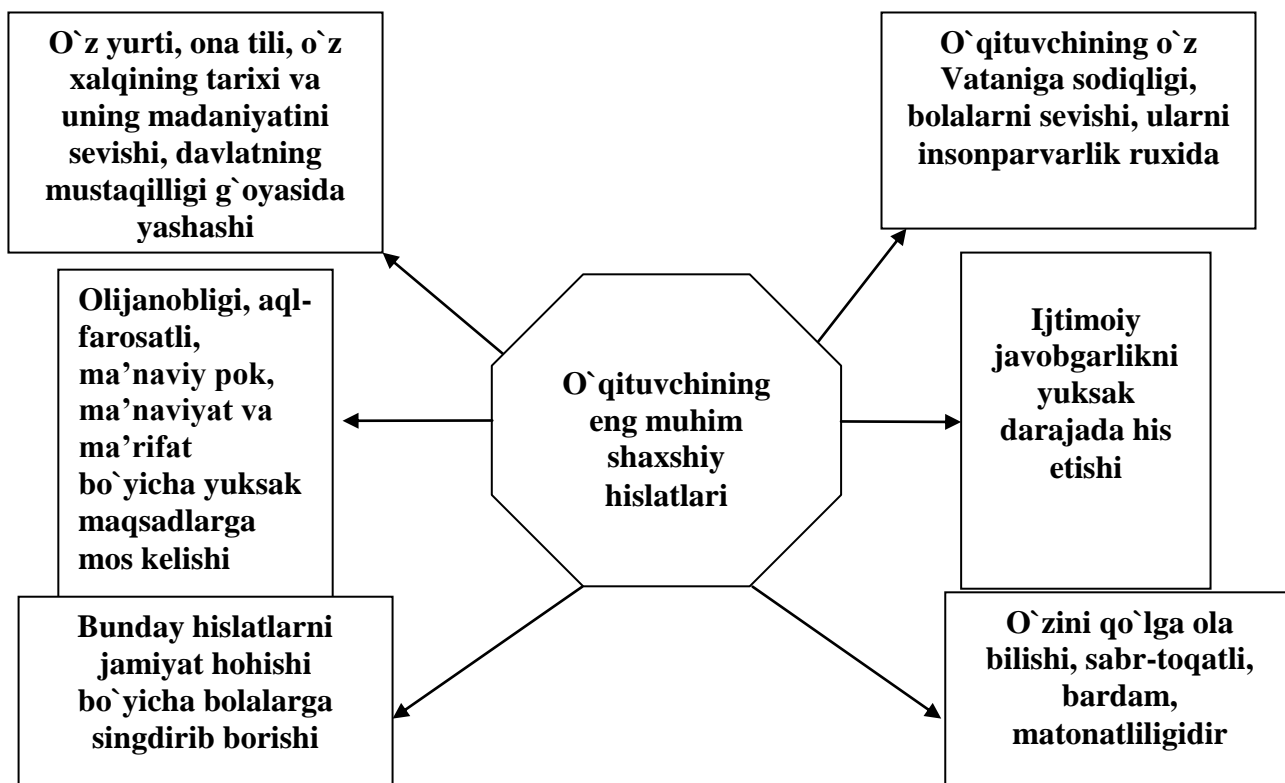 O`z yurti, ona tili, o`z
xalqining tarixi va
uning madaniyatini
sevishi, davlatning
mustaqilligi g`oyasida
yashashi
O`qituvchining o`z
Vataniga sodiqligi,
bolalarni sevishi, ularni
insonparvarlik ruxida
Olijanobligi, aql-
farosatli,
ma’naviy pok,
ma’naviyat va
ma’rifat
bo`yicha yuksak
maqsadlarga
mos kelishi
O`qituvchining
eng muhim
shaxshiy
hislatlari
Ijtimoiy
javobgarlikni
yuksak
darajada his
etishi
Bunday hislatlarni
jamiyat hohishi
bo`yicha bolalarga
singdirib borishi
O`zini qo`lga ola
bilishi, sabr-toqatli,
bardam,
matonatliligidir